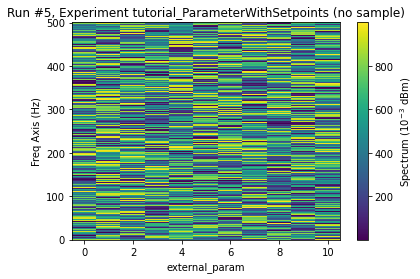 Run #5, Experiment tutorial_ParameterWithSetpoints (no sample)
500
400
300
200
100
0
Freq Axis (Hz)
0 2 4 6 8 10
external_param
800
600
400
200
Spectrum (10⁻³ dBm)